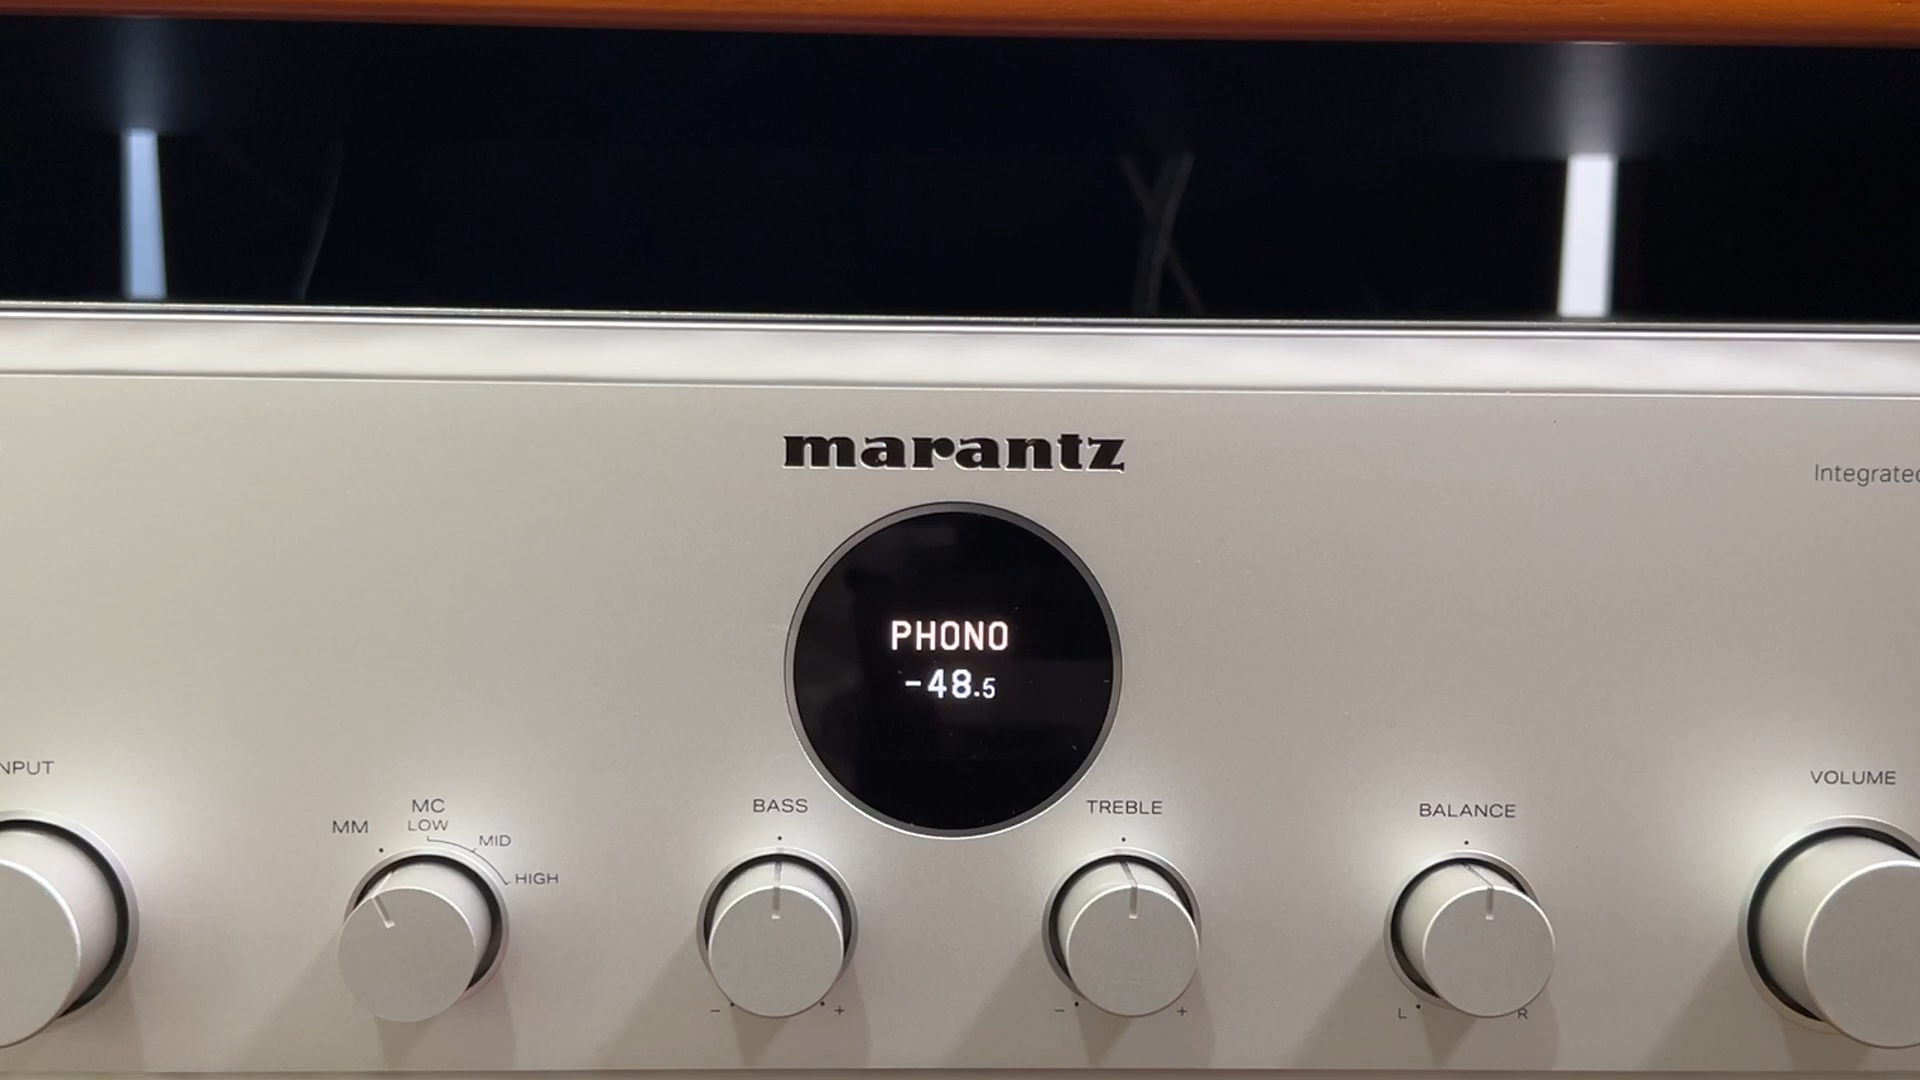 marantz
Integrated
PHONO
-48.5
NPUT
MM
MC
LOW
MID
HIGH
BASS
- +
TREBLE
- +
BALANCE
L R
VOLUME